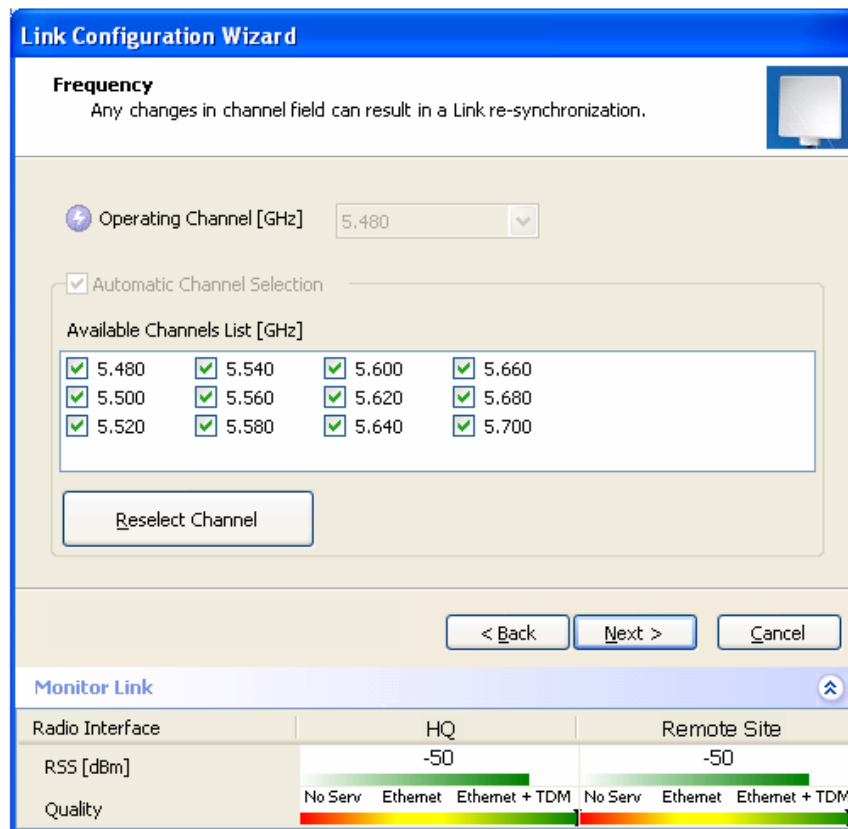 Link Configuration Wizard
Frequency
Any changes in channel field can result in a Link re-synchronization.
Operating Channel [GHz] 5.480
Automatic Channel Selection
Available Channels List [GHz]
5.480 5.540 5.600 5.660
5.500 5.560 5.620 5.680
5.520 5.580 5.640 5.700
Reselect Channel
< Back Next > Cancel
Monitor Link
Radio Interface HQ Remote Site
RSS [dBm] -50 -50
Quality No Serv Ethernet Ethernet + TDM No Serv Ethernet Ethernet + TDM